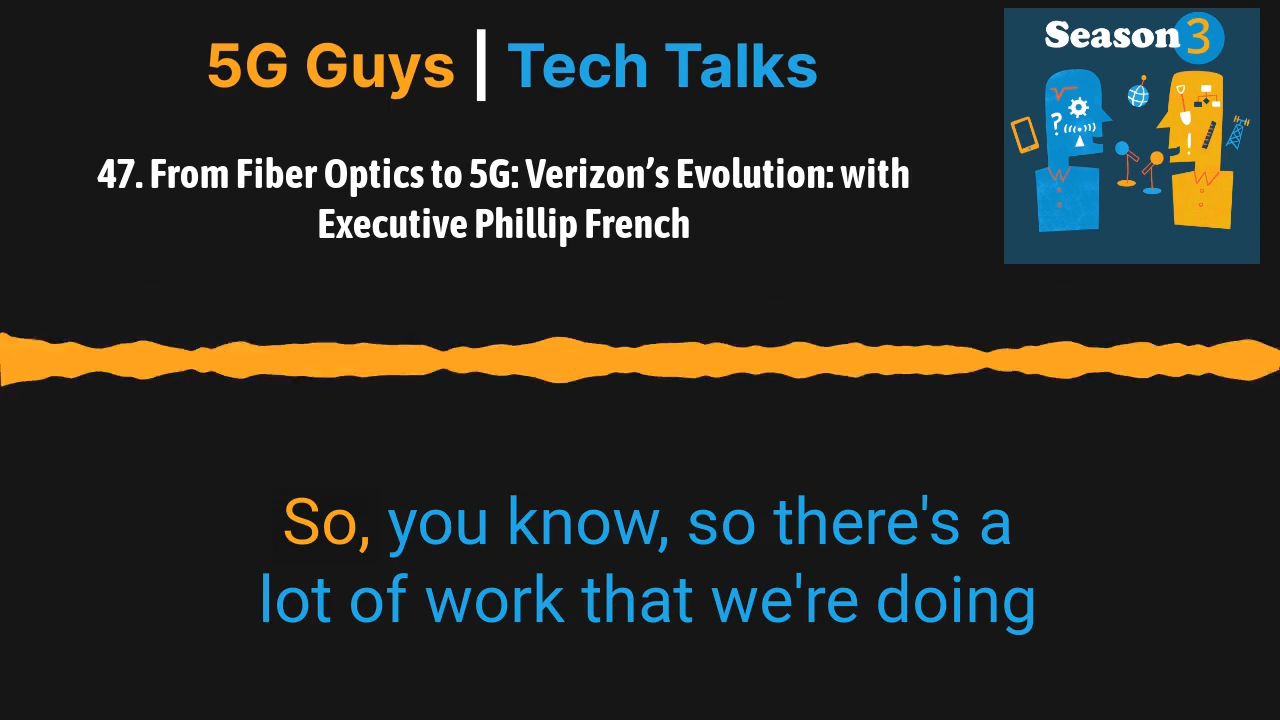 5G Guys | Tech Talks
Season 3
47. From Fiber Optics to 5G: Verizon’s Evolution: with
Executive Phillip French
?
So, you know, so there's a
lot of work that we're doing